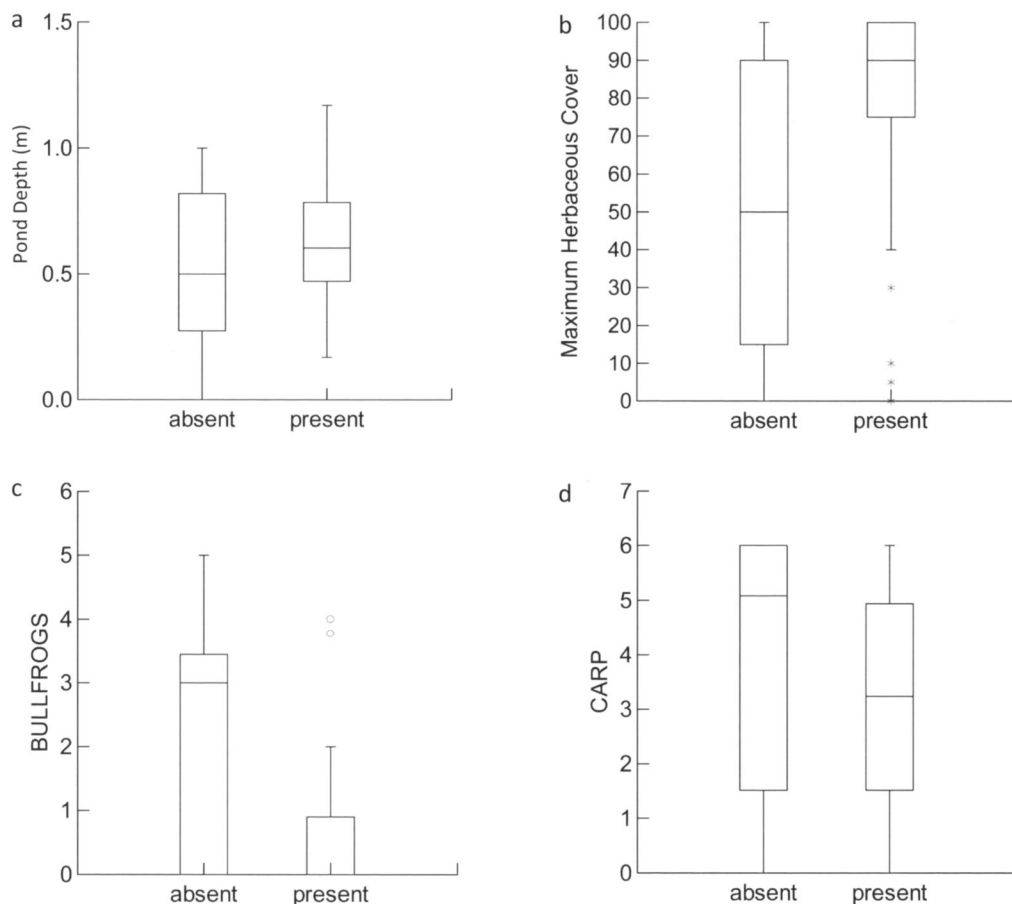 a
Pond Depth (m)
1.5
1.0
0.5
0.0
absent present
b
Maximum Herbaceous Cover
100
90
80
70
60
50
40
30
20
10
0
absent present
c
BULLFROGS
6
5
4
3
2
1
0
absent present
d
CARP
7
6
5
4
3
2
1
0
absent present